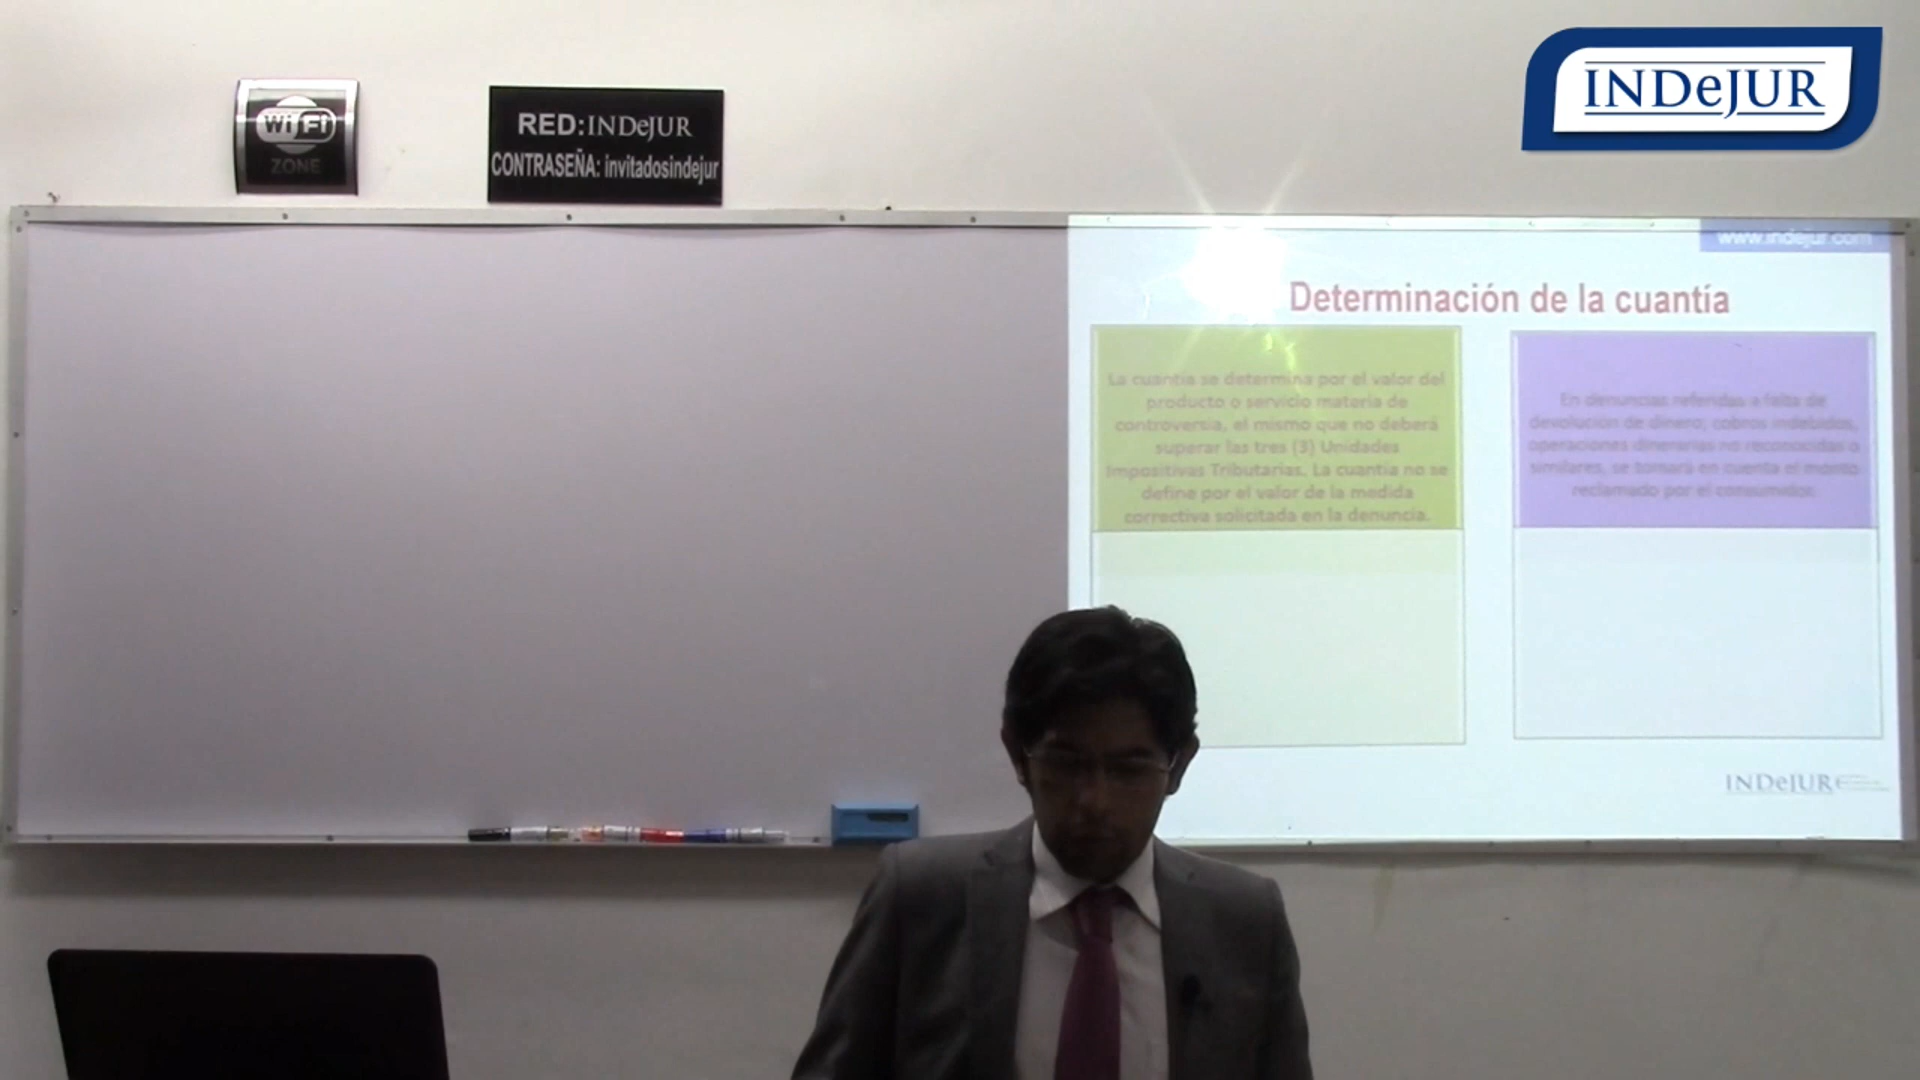 INDeJUR
WiFi
ZONE
RED:INDeJUR
CONTRASEÑA: invitadosindejur
www.indejur.com
Determinación de la cuantía
La cuantía se determina por el valor del
producto o servicio materia de
controversia, el mismo que no deberá
superar las tres (3) Unidades
Impositivas Tributarias. La cuantía no se
define por el valor de la medida
correctiva solicitada en la denuncia.
En denuncias referidas a falta de
devolución de dinero, cobros indebidos,
operaciones dinerarias no reconocidas o
similares, se tomará en cuenta el monto
reclamado por el consumidor.
INDeJUR